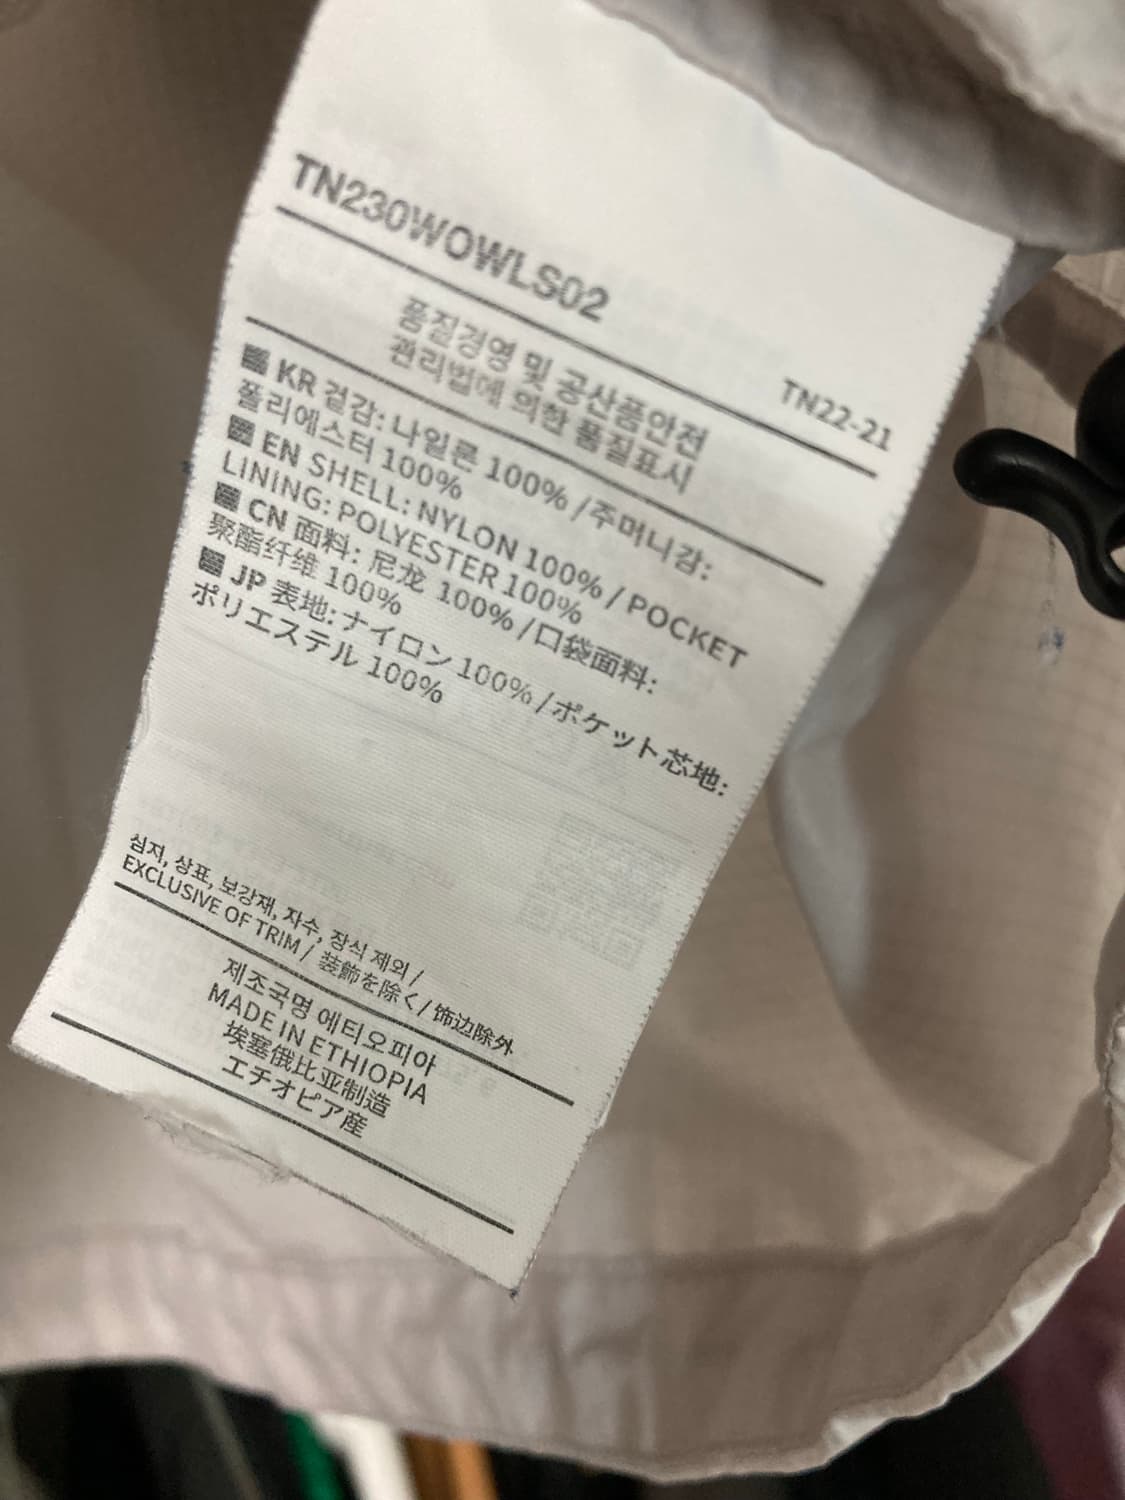 TN230WOWLS02
TN22-21
품질경영 및 공산품안전
관리법에 의한 품질표시
KR 겉감: 나일론 100% / 주머니감:
폴리에스터 100%
EN SHELL: NYLON 100% / POCKET
LINING: POLYESTER 100%
CN 面料: 尼龙 100% / 口袋面料:
聚酯纤维 100%
JP 表地: ナイロン 100% / ポケット芯地:
ポリエステル 100%
심지, 상표, 보강재, 자수, 장식 제외 /
EXCLUSIVE OF TRIM / 装飾を除く / 饰边除外
제조국명 에티오피아
MADE IN ETHIOPIA
埃塞俄比亚制造
エチオピア産